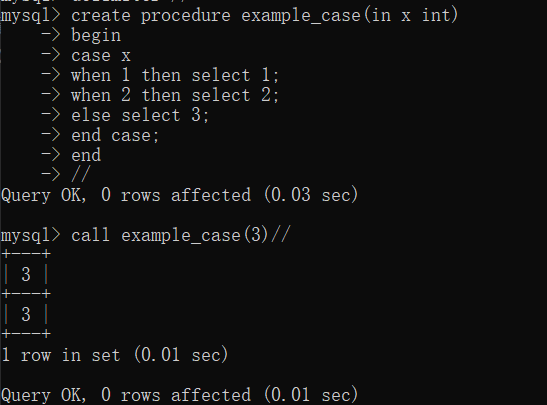 mysql> create procedure example_case(in x int)
-> begin
-> case x
-> when 1 then select 1;
-> when 2 then select 2;
-> else select 3;
-> end case;
-> end
-> //
Query OK, 0 rows affected (0.03 sec)
mysql> call example_case(3)//
+---+
| 3 |
+---+
| 3 |
+---+
1 row in set (0.01 sec)
Query OK, 0 rows affected (0.01 sec)